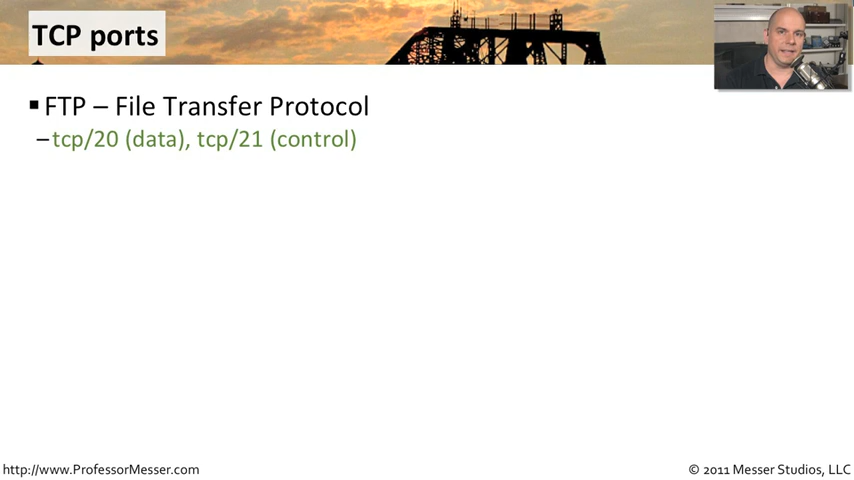 TCP ports
▪ FTP – File Transfer Protocol
–tcp/20 (data), tcp/21 (control)
http://www.ProfessorMesser.com
© 2011 Messer Studios, LLC